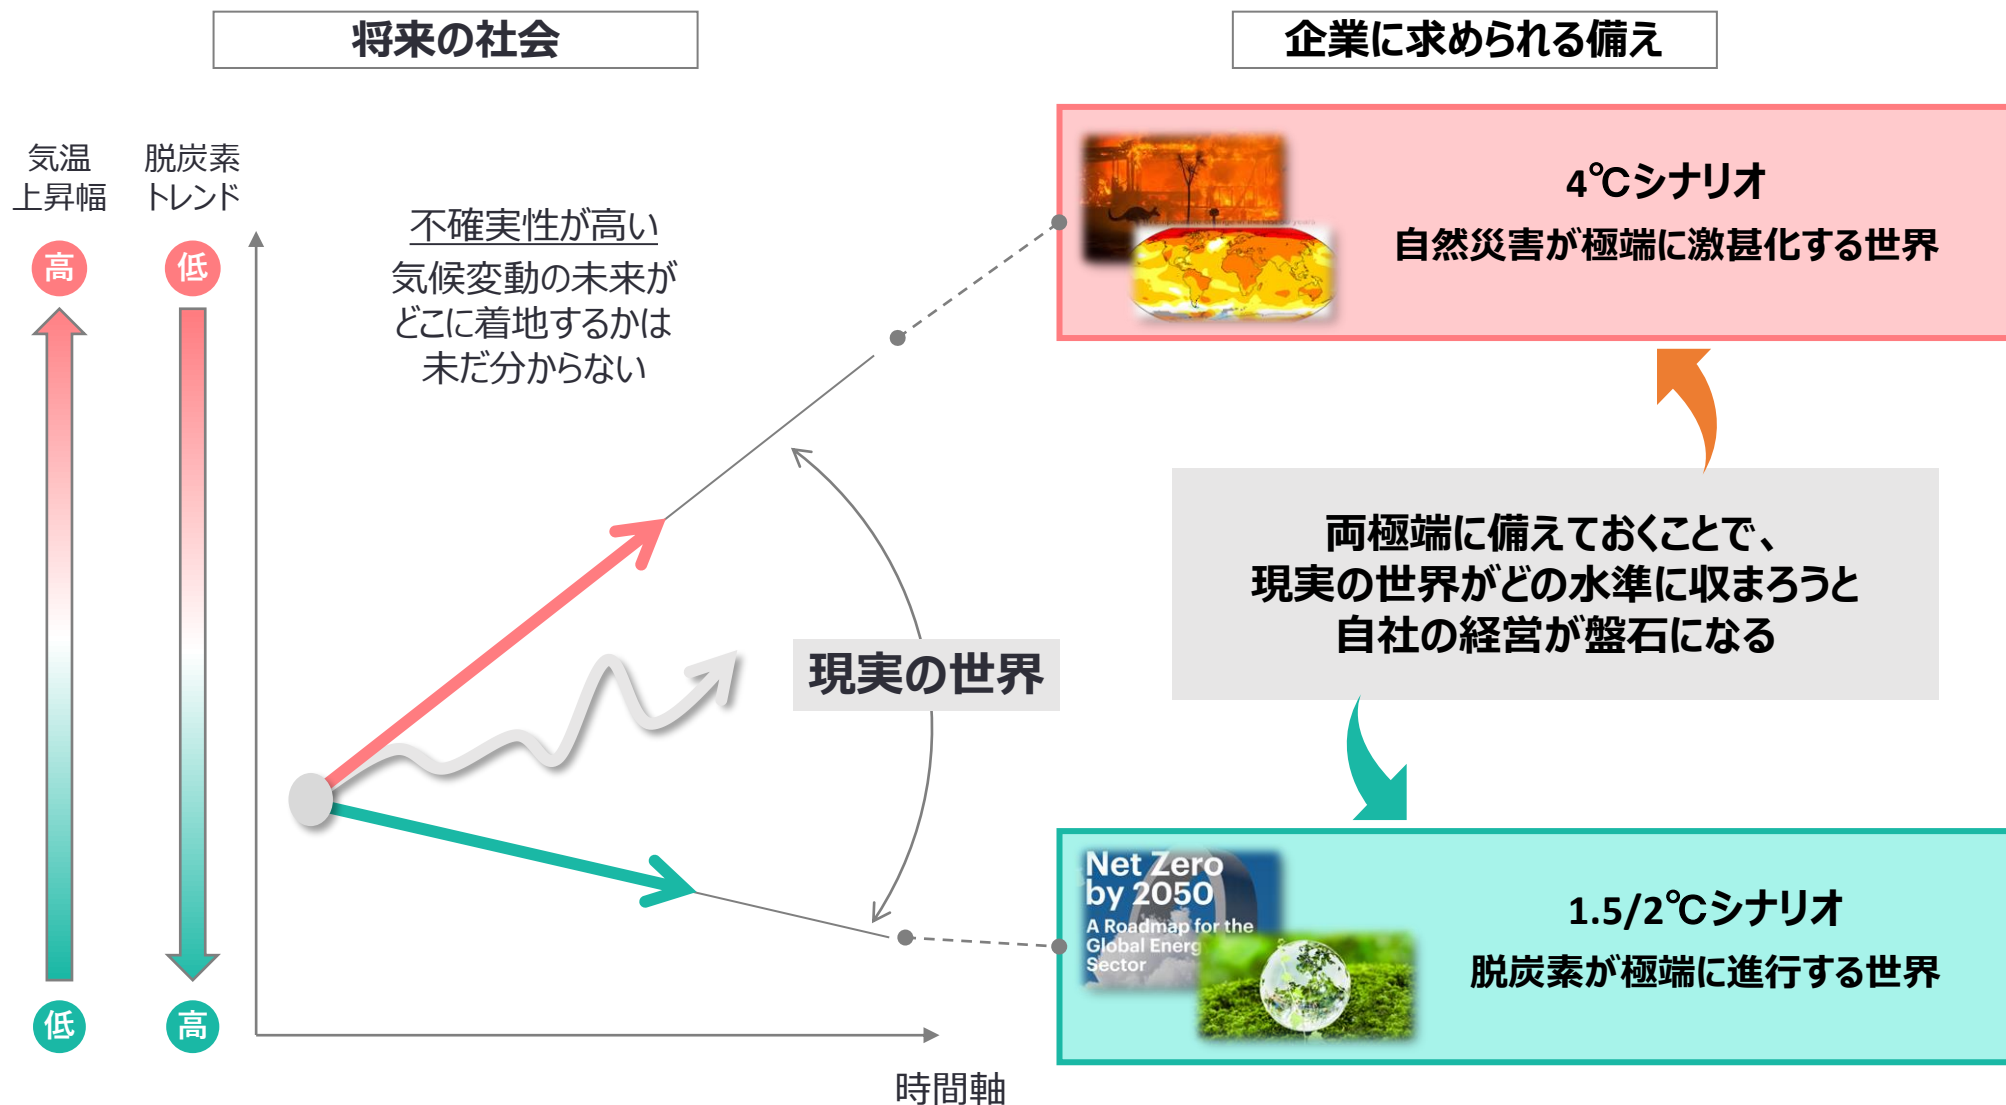 将来の社会
企業に求められる備え
気温
上昇幅
脱炭素
トレンド
高
低
低
高
不確実性が高い
気候変動の未来が
どこに着地するかは
未だ分からない
現実の世界
時間軸
4℃シナリオ
自然災害が極端に激甚化する世界
両極端に備えておくことで、
現実の世界がどの水準に収まろうと
自社の経営が盤石になる
Net Zero
by 2050
A Roadmap for the
Global Energ
Sector
1.5/2℃シナリオ
脱炭素が極端に進行する世界